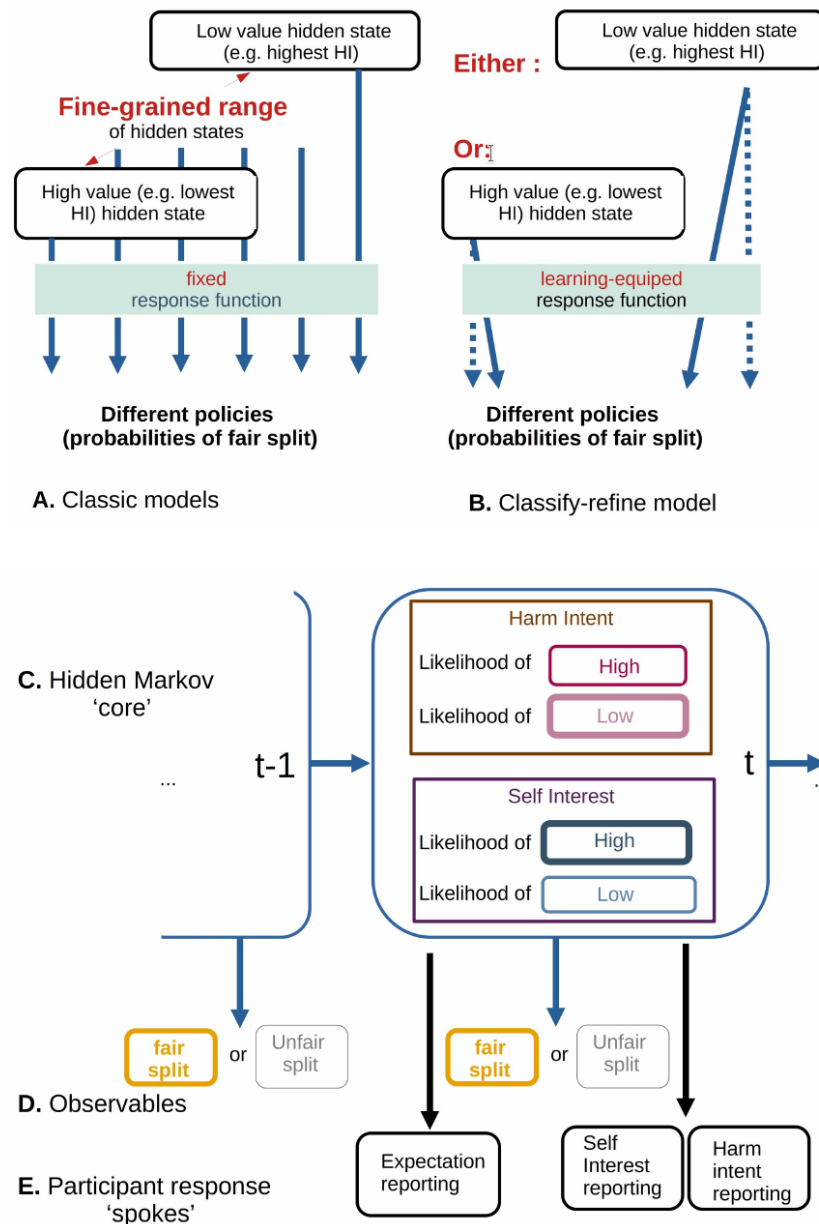 Low value hidden state
(e.g. highest HI)
Fine-grained range
of hidden states
High value (e.g. lowest
HI) hidden state
fixed
response function
Different policies
(probabilities of fair split)
A. Classic models
Either :
Low value hidden state
(e.g. highest HI)
Or:
High value (e.g. lowest
HI) hidden state
learning-equiped
response function
Different policies
(probabilities of fair split)
B. Classify-refine model
C. Hidden Markov
'core'
...
t-1
Harm Intent
Likelihood of High
Likelihood of Low
Self Interest
Likelihood of High
Likelihood of Low
t
.
fair
split
or
Unfair
split
fair
split
or
Unfair
split
D. Observables
E. Participant response
'spokes'
Expectation
reporting
Self
Interest
reporting
Harm
intent
reporting